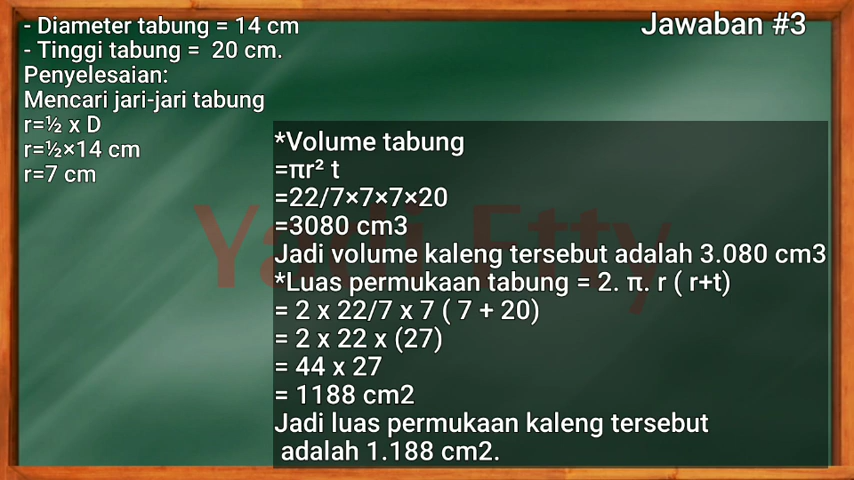 Jawaban #3
- Diameter tabung = 14 cm
- Tinggi tabung =  20 cm.
Penyelesaian:
Mencari jari-jari tabung
r=½ x D
r=½×14 cm
r=7 cm
*Volume tabung
=πr² t
=22/7×7×7×20
=3080 cm3
Jadi volume kaleng tersebut adalah 3.080 cm3
*Luas permukaan tabung = 2. π. r ( r+t)
= 2 x 22/7 x 7 ( 7 + 20)
= 2 x 22 x (27)
= 44 x 27
= 1188 cm2
Jadi luas permukaan kaleng tersebut
adalah 1.188 cm2.